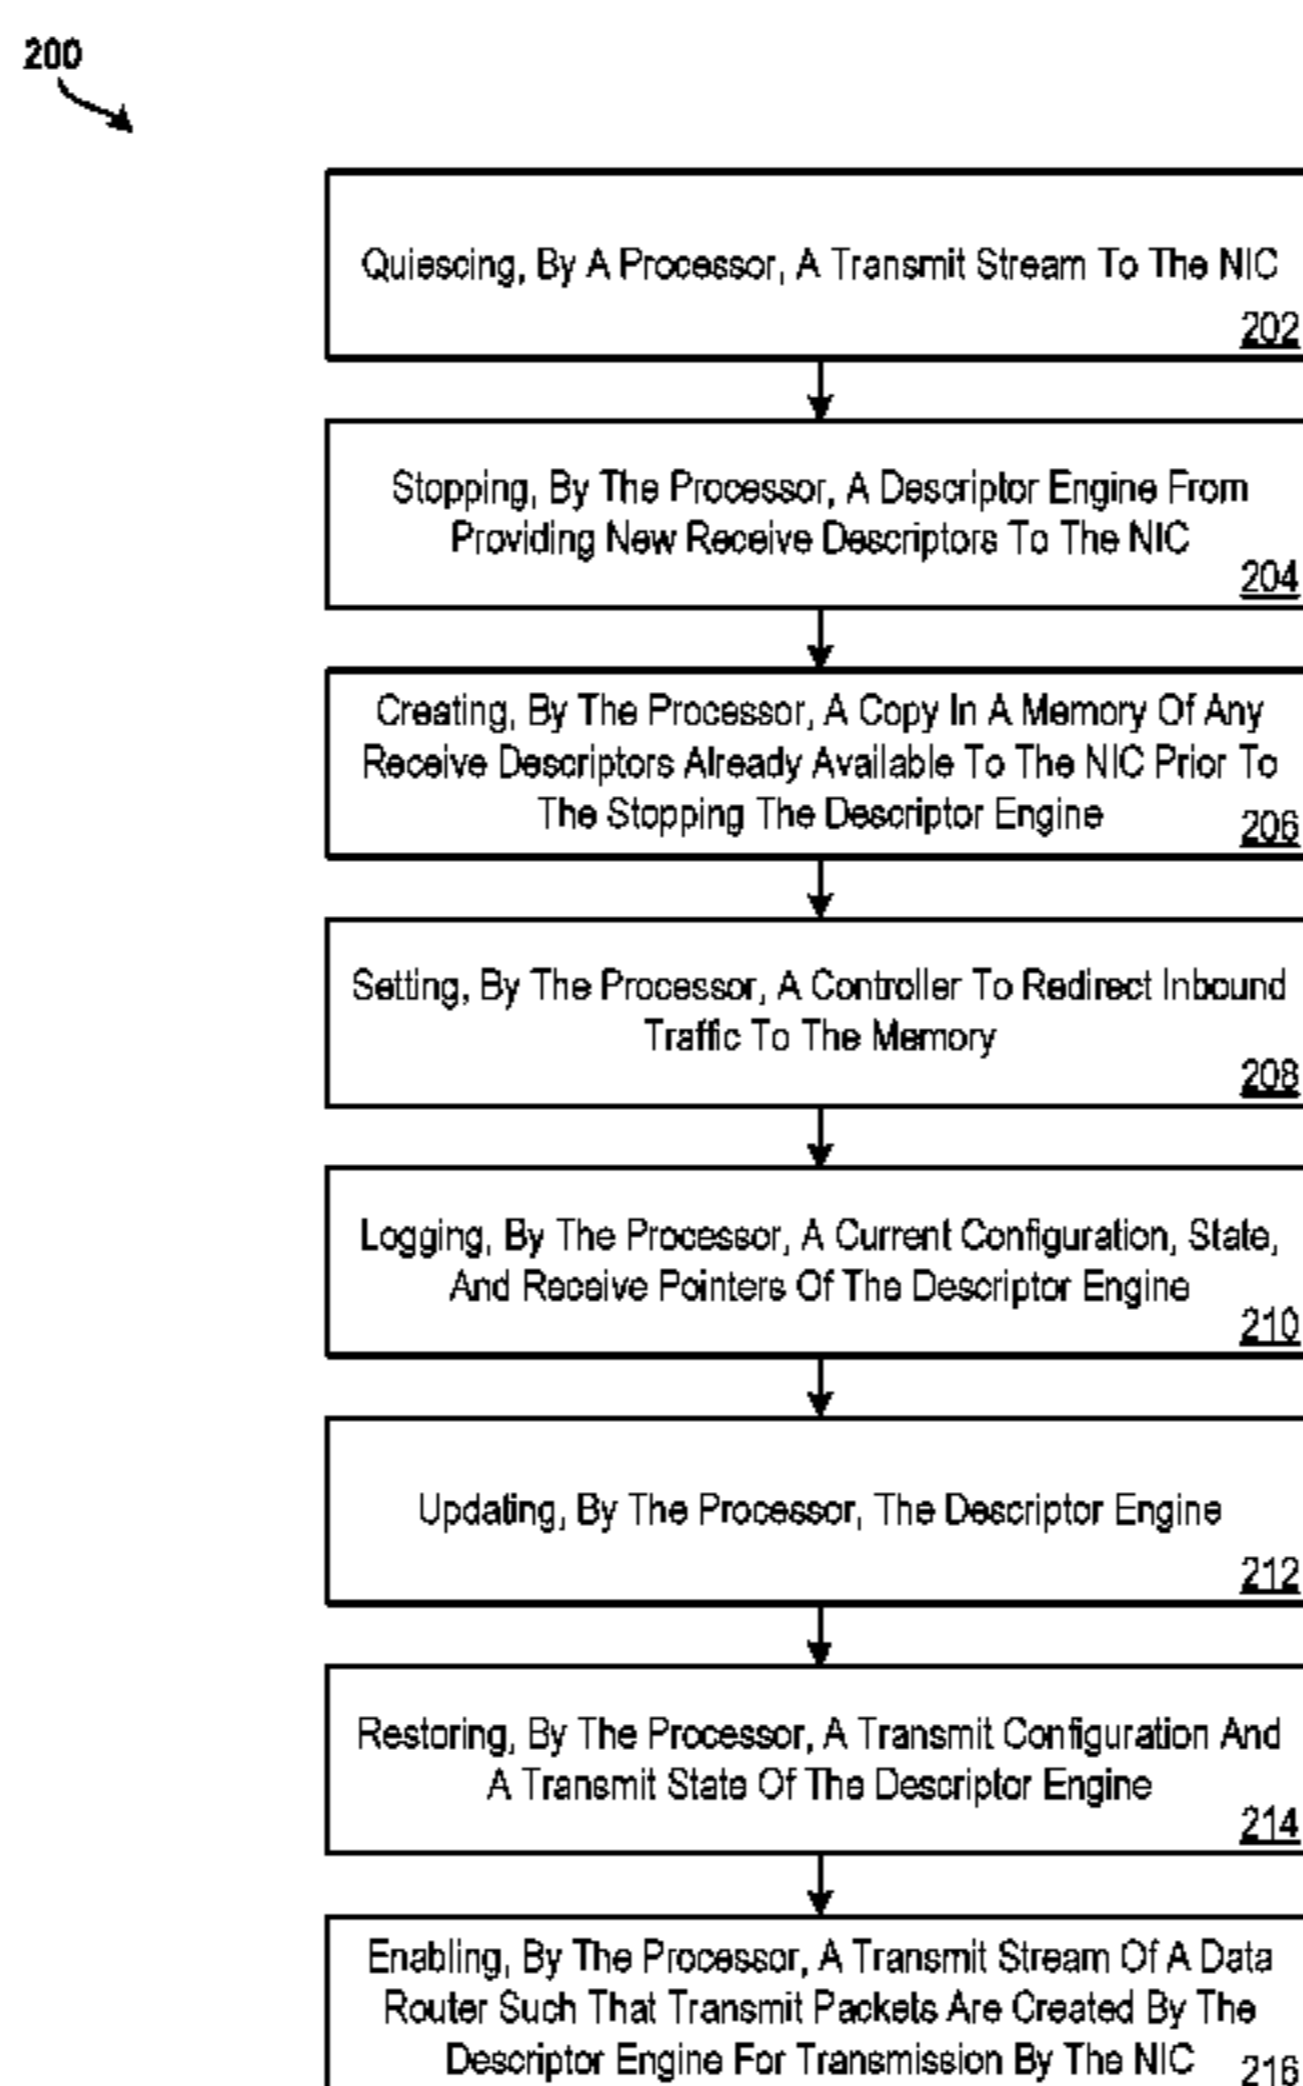 200
Quiescing, By A Processor, A Transmit Stream To The NIC
202
Stopping, By The Processor, A Descriptor Engine From
Providing New Receive Descriptors To The NIC
204
Creating, By The Processor, A Copy In A Memory Of Any
Receive Descriptors Already Available To The NIC Prior To
The Stopping The Descriptor Engine
206
Setting, By The Processor, A Controller To Redirect Inbound
Traffic To The Memory
208
Logging, By The Processor, A Current Configuration, State,
And Receive Pointers Of The Descriptor Engine
210
Updating, By The Processor, The Descriptor Engine
212
Restoring, By The Processor, A Transmit Configuration And
A Transmit State Of The Descriptor Engine
214
Enabling, By The Processor, A Transmit Stream Of A Data
Router Such That Transmit Packets Are Created By The
Descriptor Engine For Transmission By The NIC
216